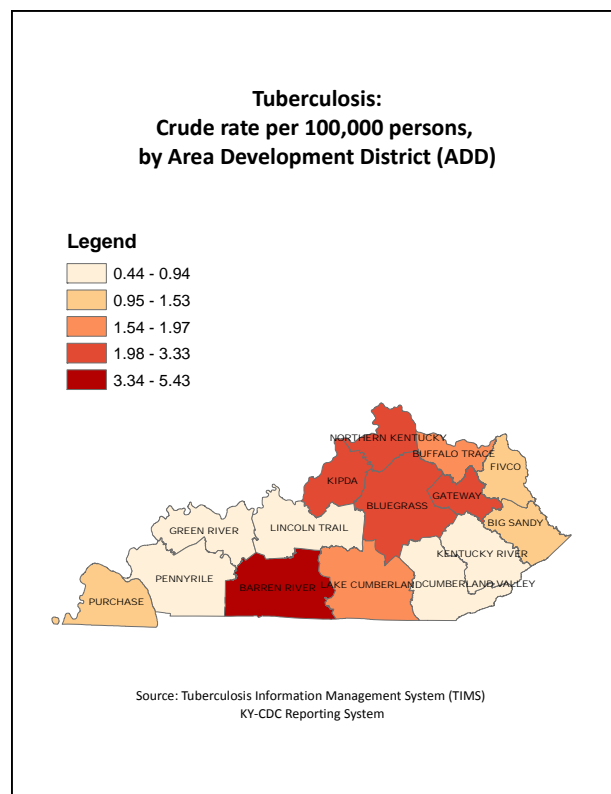 Tuberculosis:
Crude rate per 100,000 persons,
by Area Development District (ADD)
Legend
0.44 - 0.94
0.95 - 1.53
1.54 - 1.97
1.98 - 3.33
3.34 - 5.43
NORTHERN KENTUCKY
BUFFALO TRACE
FIVCO
KIPDA
GATEWAY
BLUEGRASS
BIG SANDY
GREEN RIVER
LINCOLN TRAIL
KENTUCKY RIVER
PENNYRILE
BARREN RIVER
LAKE CUMBERLAND
CUMBERLAND VALLEY
PURCHASE
Source: Tuberculosis Information Management System (TIMS)
KY-CDC Reporting System